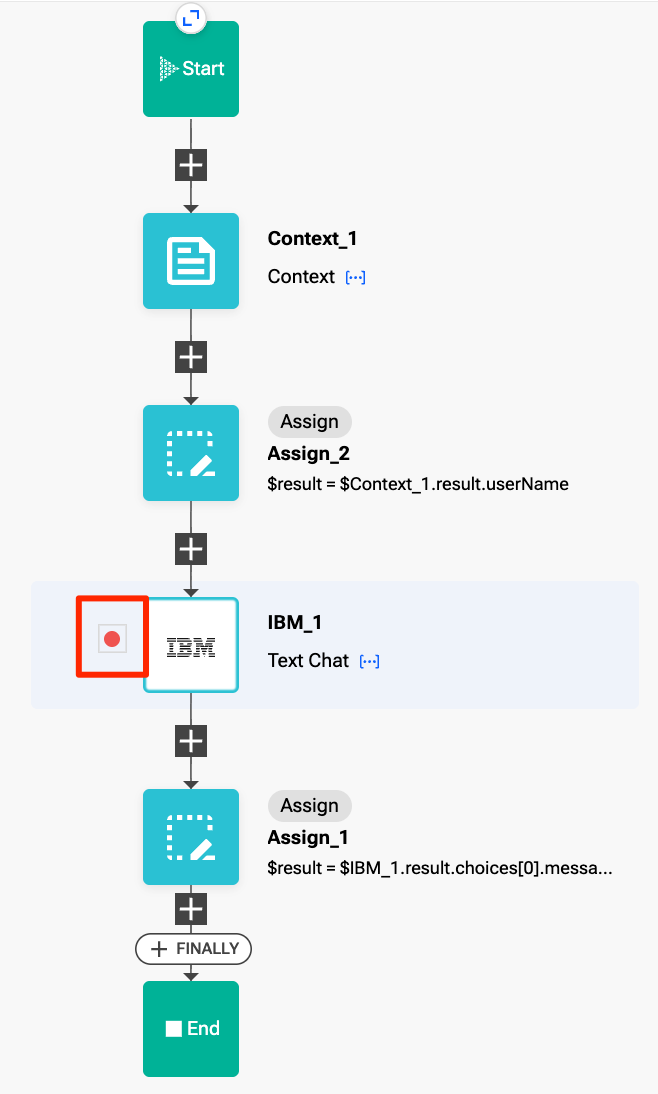 Start
Context_1
Context [···]
Assign
Assign_2
$result = $Context_1.result.userName
IBM
IBM_1
Text Chat [···]
Assign
Assign_1
$result = $IBM_1.result.choices[0].messa...
+ FINALLY
End